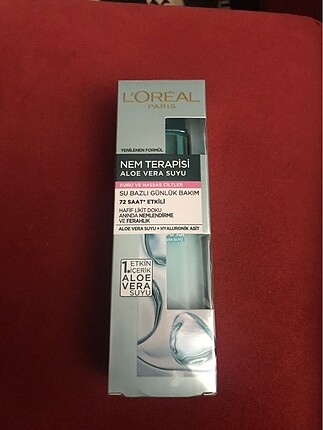 L'ORÉAL
PARIS
YENİLENEN FORMÜL
NEM TERAPİSİ
ALOE VERA SUYU
KURU VE HASSAS CİLTLER
SU BAZLI GÜNLÜK BAKIM
72 SAAT* ETKİLİ
HAFİF LİKİT DOKU
ANINDA NEMLENDİRME
VE FERAHLIK
ALOE VERA SUYU + HYALURONİK ASİT
1. ETKİN
İÇERİK
ALOE
VERA
SUYU